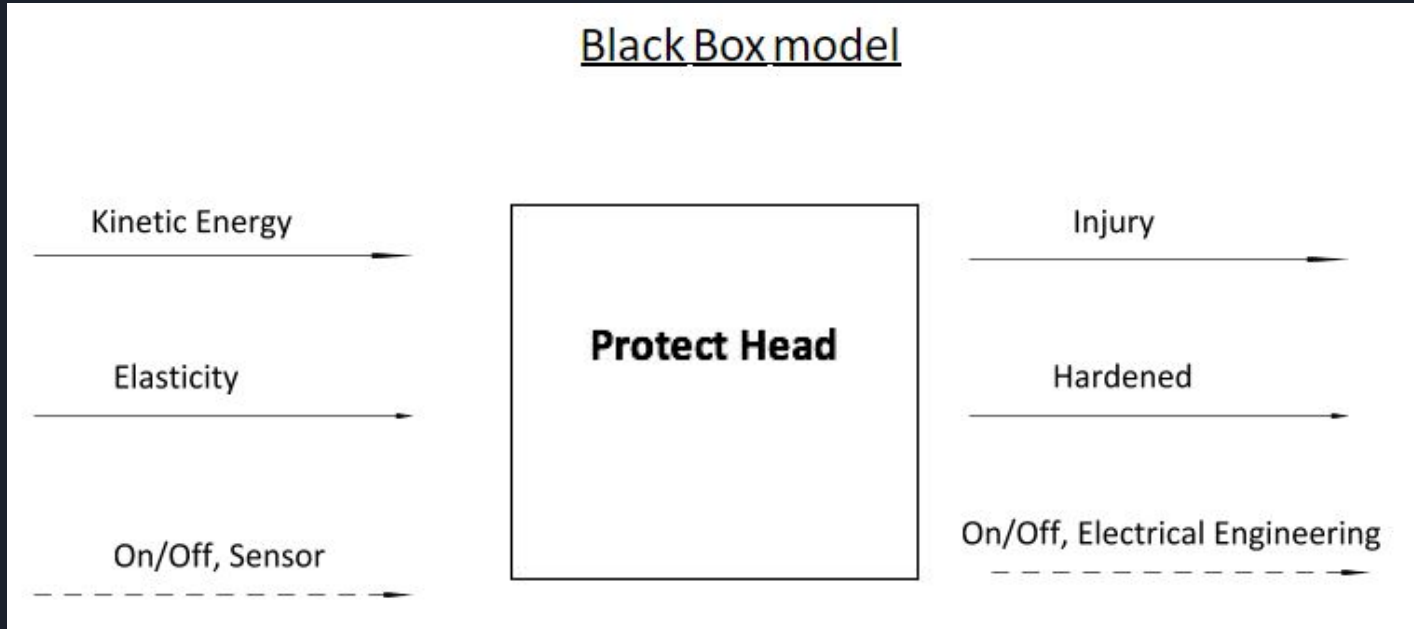 Black Box model
Kinetic Energy
Injury
Protect Head
Elasticity
Hardened
On/Off, Sensor
On/Off, Electrical Engineering